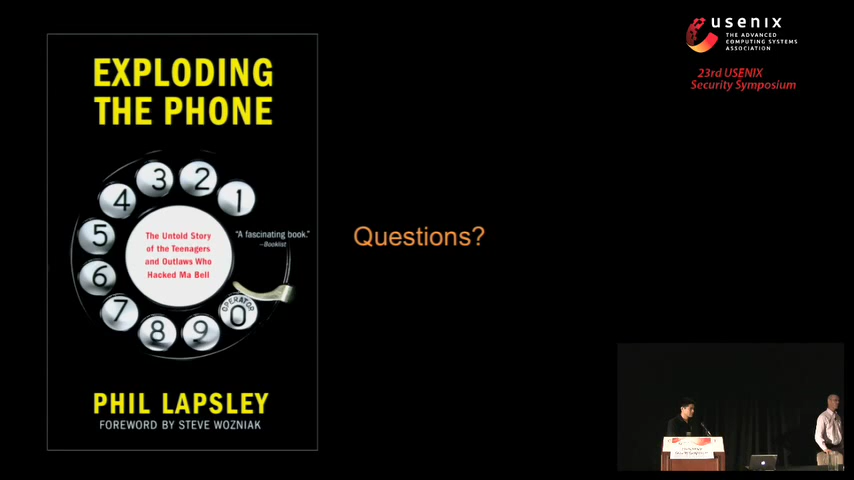 EXPLODING
THE PHONE
1
2
3
4
5
6
7
8
9
OPERATOR
0
The Untold Story
of the Teenagers
and Outlaws Who
Hacked Ma Bell
"A fascinating book."
—Booklist
PHIL LAPSLEY
FOREWORD BY STEVE WOZNIAK
Questions?
usenix
THE ADVANCED
COMPUTING SYSTEMS
ASSOCIATION
23rd USENIX
Security Symposium